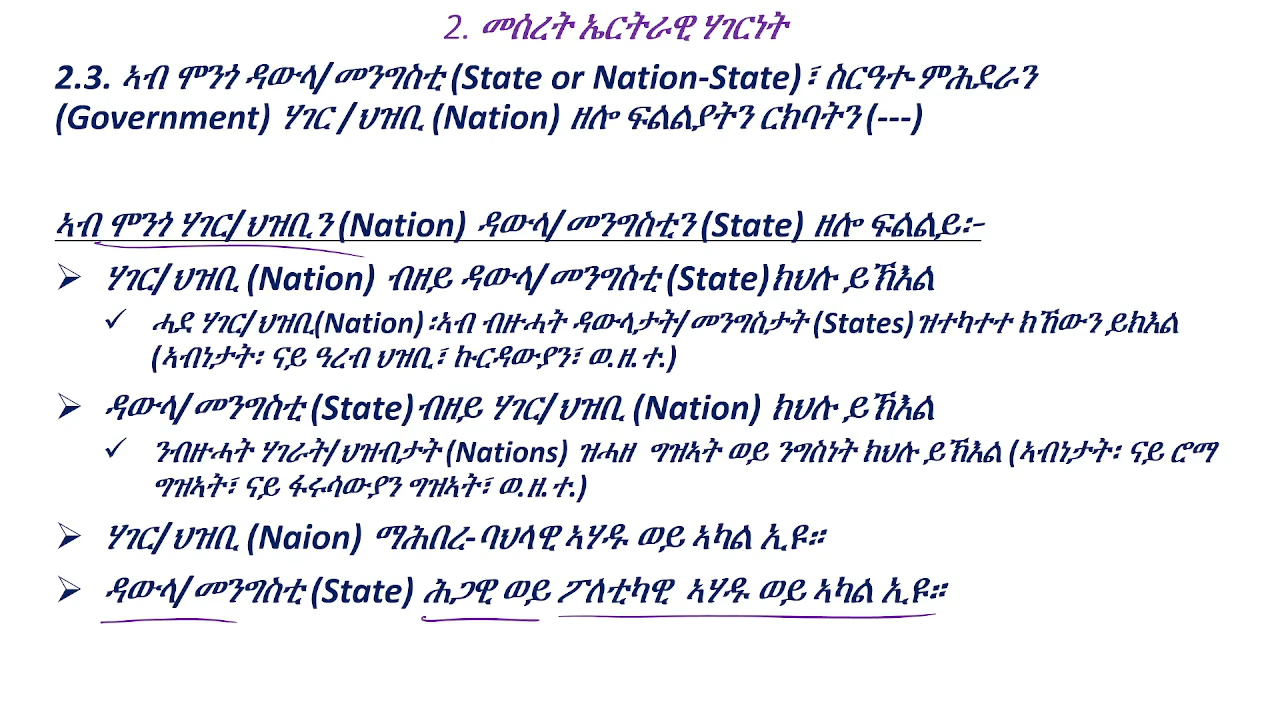 2. መሰረት ኤርትራዊ ሃገርነት
2.3. ኣብ ሞንጎ ዳውላ/መንግስቲ (State or Nation-State)፣ ስርዓተ-ምሕደራን
(Government) ሃገር /ህዝቢ (Nation) ዘሎ ፍልልያትን ርክባትን (---)
ኣብ ሞንጎ ሃገር/ህዝቢን (Nation) ዳውላ/መንግስቲን (State) ዘሎ ፍልልይ፡-
➢ ሃገር/ህዝቢ (Nation) ብዘይ ዳውላ/መንግስቲ (State) ክህሉ ይኽእል
✓ ሓደ ሃገር/ህዝቢ(Nation) ፡ኣብ ብዙሓት ዳውላታት/መንግስታት (States) ዝተካተተ ክኸውን ይክእል
(ኣብነታት፡ ናይ ዓረብ ህዝቢ፣ ኩርዳውያን፣ ወ.ዘ.ተ.)
➢ ዳውላ/መንግስቲ (State) ብዘይ ሃገር/ህዝቢ (Nation) ክህሉ ይኽእል
✓ ንብዙሓት ሃገራት/ህዝብታት (Nations) ዝሓዘ ግዝኣት ወይ ንግስነት ክህሉ ይኽእል (ኣብነታት፡ ናይ ሮማ
ግዝኣት፣ ናይ ፋሩሳውያን ግዝኣት፣ ወ.ዘ.ተ.)
➢ ሃገር/ህዝቢ (Naion) ማሕበረ-ባህላዊ ኣሃዱ ወይ ኣካል ኢዩ።
➢ ዳውላ/መንግስቲ (State) ሕጋዊ ወይ ፖለቲካዊ ኣሃዱ ወይ ኣካል ኢዩ።